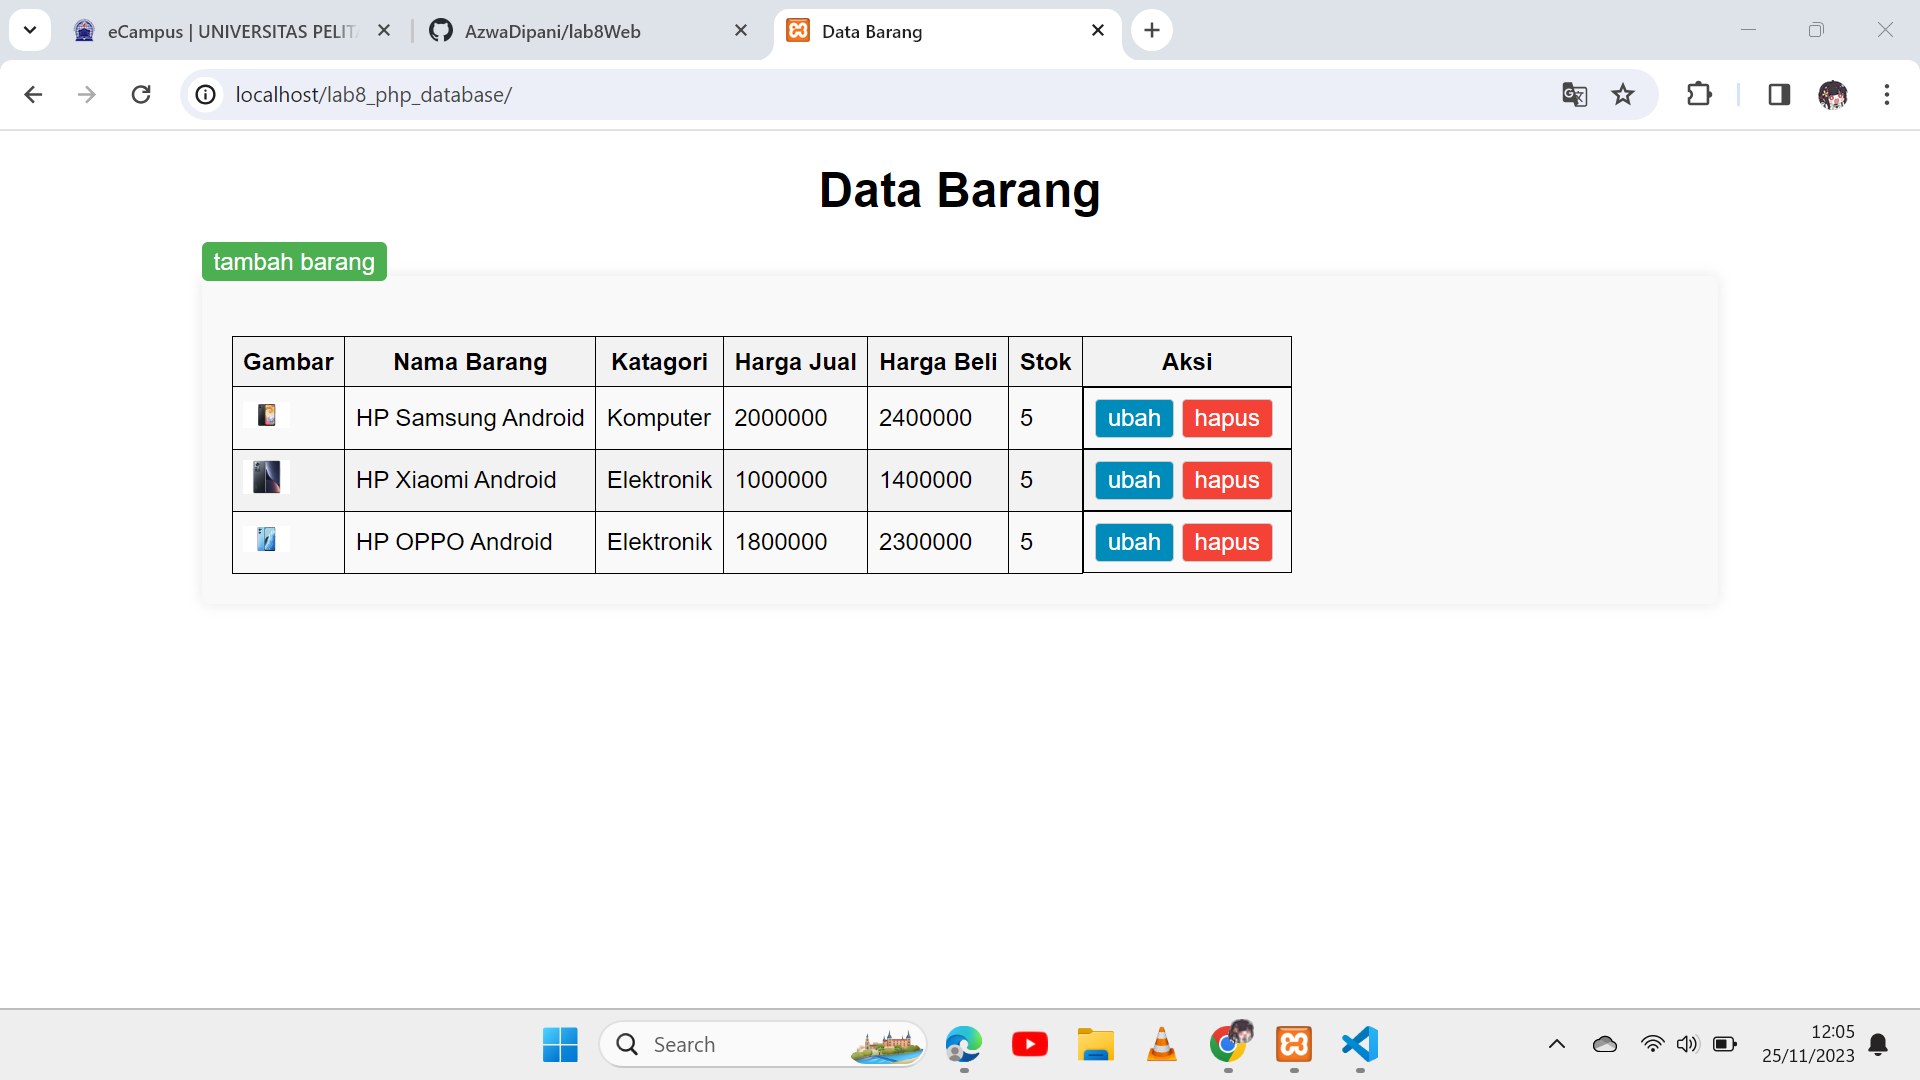 eCampus | UNIVERSITAS PELIT
AzwaDipani/lab8Web
Data Barang
localhost/lab8_php_database/
Data Barang
tambah barang
Gambar Nama Barang Katagori Harga Jual Harga Beli Stok Aksi
HP Samsung Android Komputer 2000000 2400000 5 ubah hapus
HP Xiaomi Android Elektronik 1000000 1400000 5 ubah hapus
HP OPPO Android Elektronik 1800000 2300000 5 ubah hapus
Search
12:05
25/11/2023